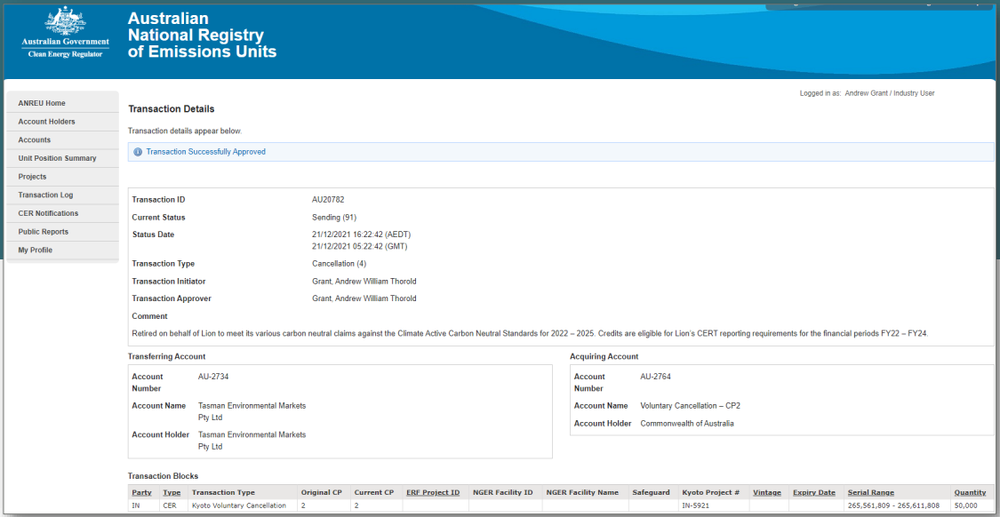 Australian Government
Clean Energy Regulator
Australian
National Registry
of Emissions Units
Logged in as: Andrew Grant / Industry User
ANREU Home
Account Holders
Accounts
Unit Position Summary
Projects
Transaction Log
CER Notifications
Public Reports
My Profile
Transaction Details
Transaction details appear below.
Transaction Successfully Approved
Transaction ID AU20782
Current Status Sending (91)
Status Date 21/12/2021 16:22:42 (AEDT)
21/12/2021 05:22:42 (GMT)
Transaction Type Cancellation (4)
Transaction Initiator Grant, Andrew William Thorold
Transaction Approver Grant, Andrew William Thorold
Comment
Retired on behalf of Lion to meet its various carbon neutral claims against the Climate Active Carbon Neutral Standards for 2022 – 2025. Credits are eligible for Lion's CERT reporting requirements for the financial periods FY22 – FY24.
Transferring Account
Account Number AU-2734
Account Name Tasman Environmental Markets
Pty Ltd
Account Holder Tasman Environmental Markets
Pty Ltd
Acquiring Account
Account Number AU-2764
Account Name Voluntary Cancellation – CP2
Account Holder Commonwealth of Australia
Transaction Blocks
Party Type Transaction Type Original CP Current CP ERF Project ID NGER Facility ID NGER Facility Name Safeguard Kyoto Project # Vintage Expiry Date Serial Range Quantity
IN CER Kyoto Voluntary Cancellation 2 2 IN-5921 265,561,809 - 265,611,808 50,000